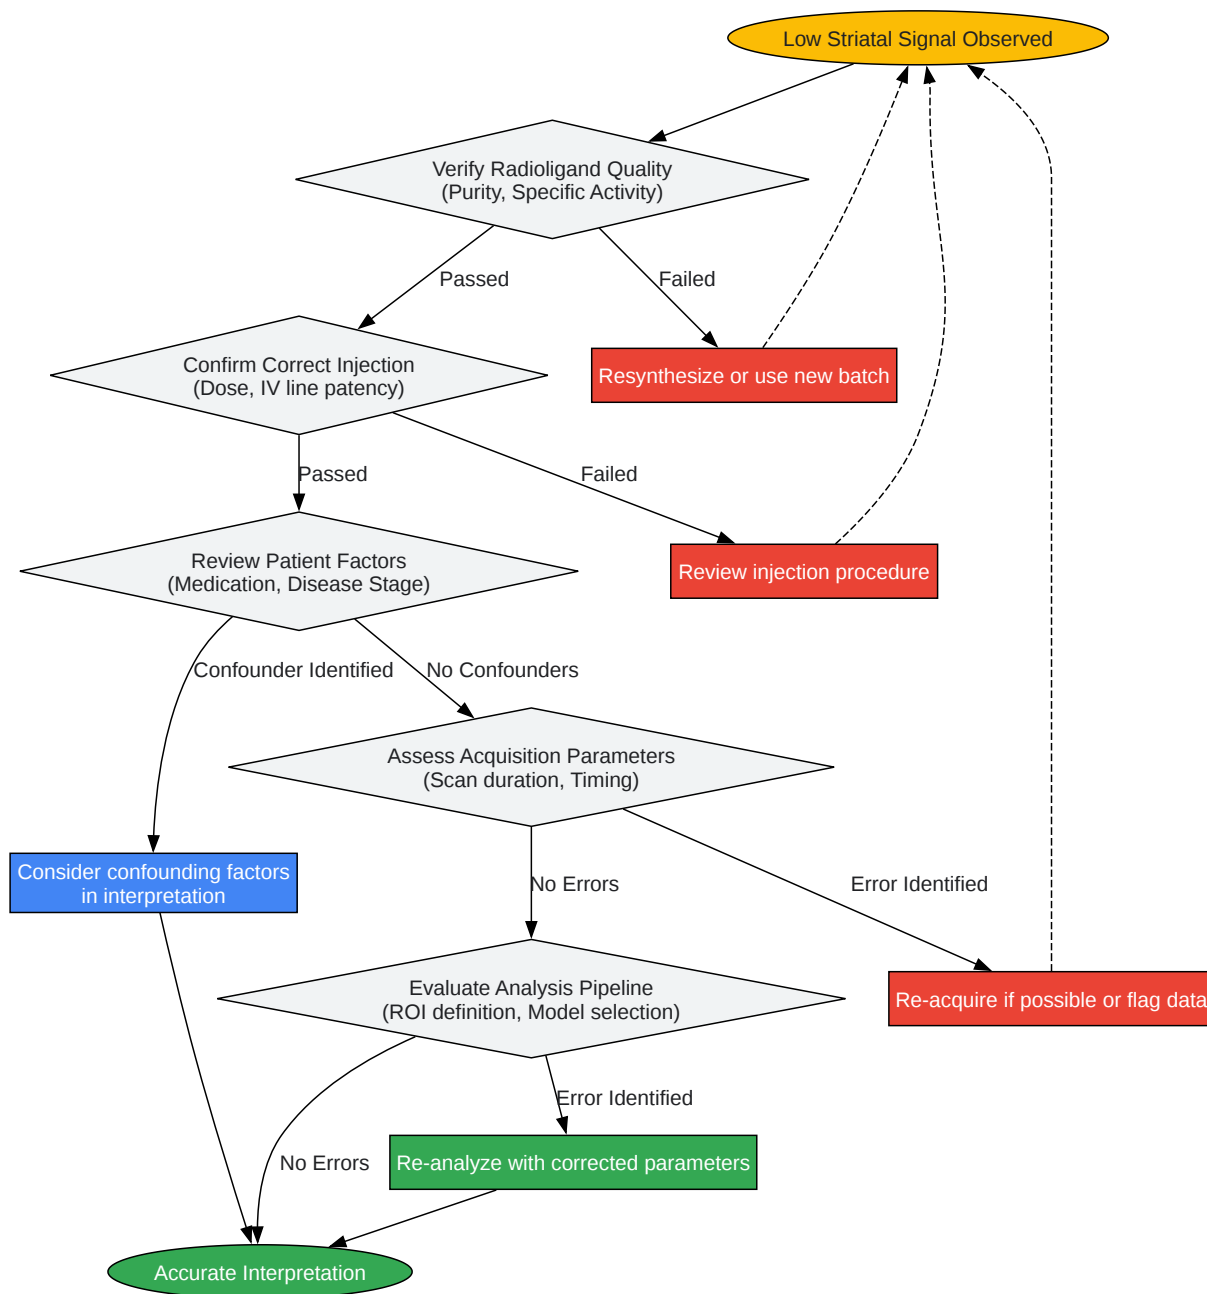 Low Striatal Signal Observed
Verify Radioligand Quality
(Purity, Specific Activity)
Passed
Failed
Confirm Correct Injection
(Dose, IV line patency)
Resynthesize or use new batch
Passed
Failed
Review Patient Factors
(Medication, Disease Stage)
Review injection procedure
Confounder Identified
No Confounders
Assess Acquisition Parameters
(Scan duration, Timing)
Consider confounding factors
in interpretation
No Errors
Error Identified
Evaluate Analysis Pipeline
(ROI definition, Model selection)
Re-acquire if possible or flag data
Error Identified
No Errors
Re-analyze with corrected parameters
Accurate Interpretation